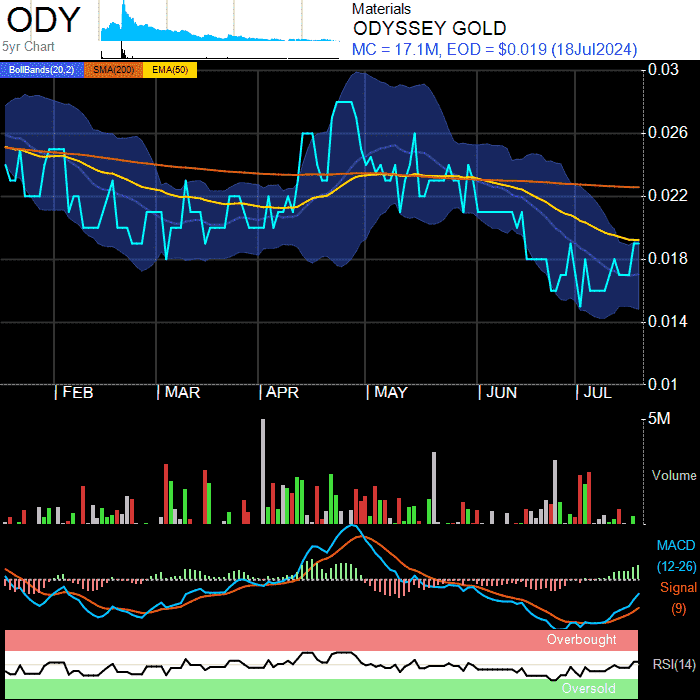 ODY
5yr Chart
Materials
ODYSSEY GOLD
MC = 17.1M, EOD = $0.019 (18Jul2024)
BollBands(20,2) SMA(200) EMA(50)
0.03
0.026
0.022
0.018
0.014
0.01
FEB MAR APR MAY JUN JUL
5M
Volume
MACD
(12-26)
Signal
(9)
Overbought
RSI(14)
Oversold